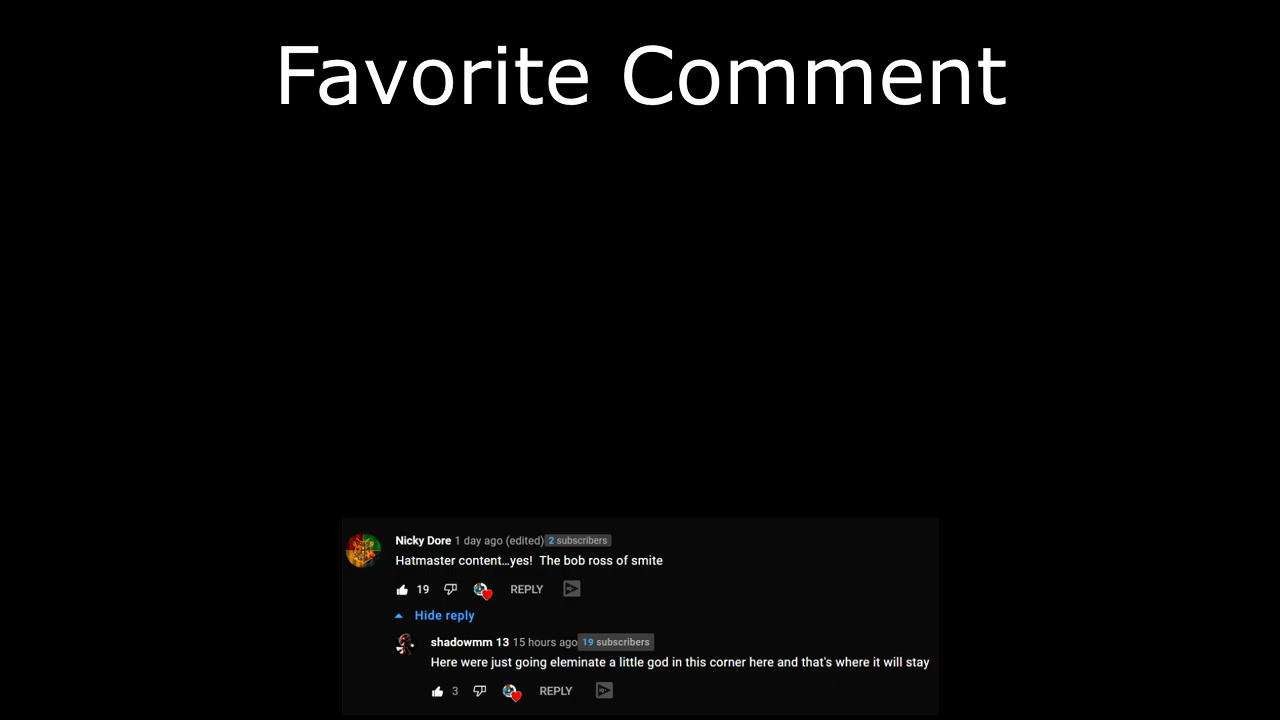 Favorite Comment
Nicky Dore 1 day ago (edited) 2 subscribers
Hatmaster content...yes!  The bob ross of smite
19 REPLY
Hide reply
shadowmm 13 15 hours ago 19 subscribers
Here were just going eleminate a little god in this corner here and that's where it will stay
3 REPLY